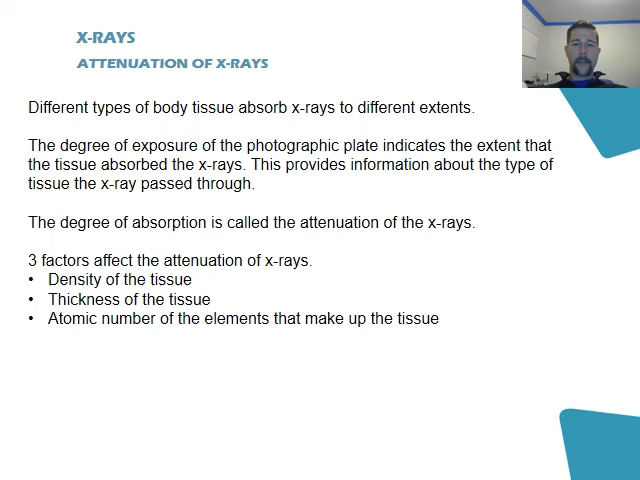 X-RAYS
ATTENUATION OF X-RAYS
Different types of body tissue absorb x-rays to different extents.
The degree of exposure of the photographic plate indicates the extent that
the tissue absorbed the x-rays. This provides information about the type of
tissue the x-ray passed through.
The degree of absorption is called the attenuation of the x-rays.
3 factors affect the attenuation of x-rays.
• Density of the tissue
• Thickness of the tissue
• Atomic number of the elements that make up the tissue